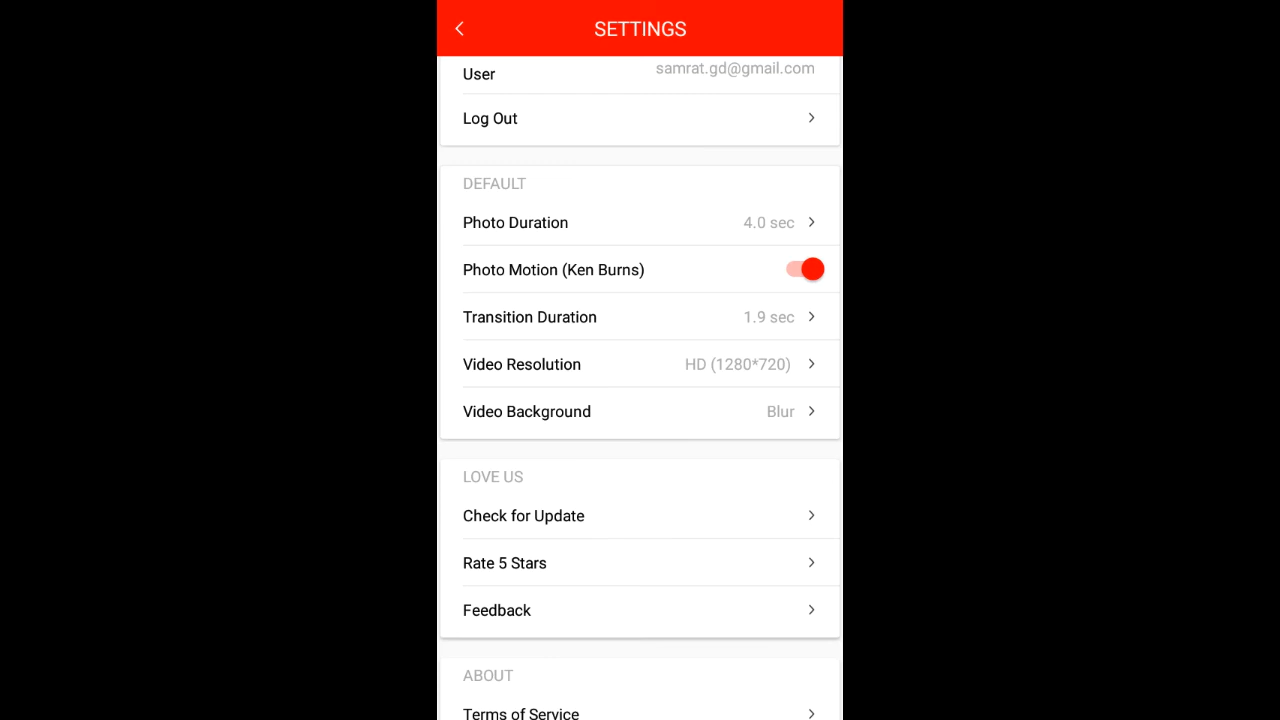 SETTINGS
User samrat.gd@gmail.com
Log Out
DEFAULT
Photo Duration 4.0 sec
Photo Motion (Ken Burns)
Transition Duration 1.9 sec
Video Resolution HD (1280*720)
Video Background Blur
LOVE US
Check for Update
Rate 5 Stars
Feedback
ABOUT
Terms of Service